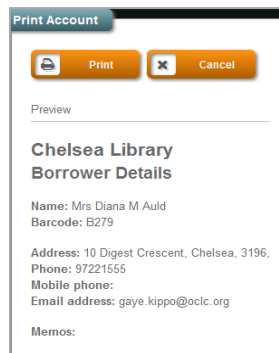 Print Account
Print Cancel
Preview
Chelsea Library
Borrower Details
Name: Mrs Diana M Auld
Barcode: B279
Address: 10 Digest Crescent, Chelsea, 3196,
Phone: 97221555
Mobile phone:
Email address: gaye.kippo@oclc.org
Memos: